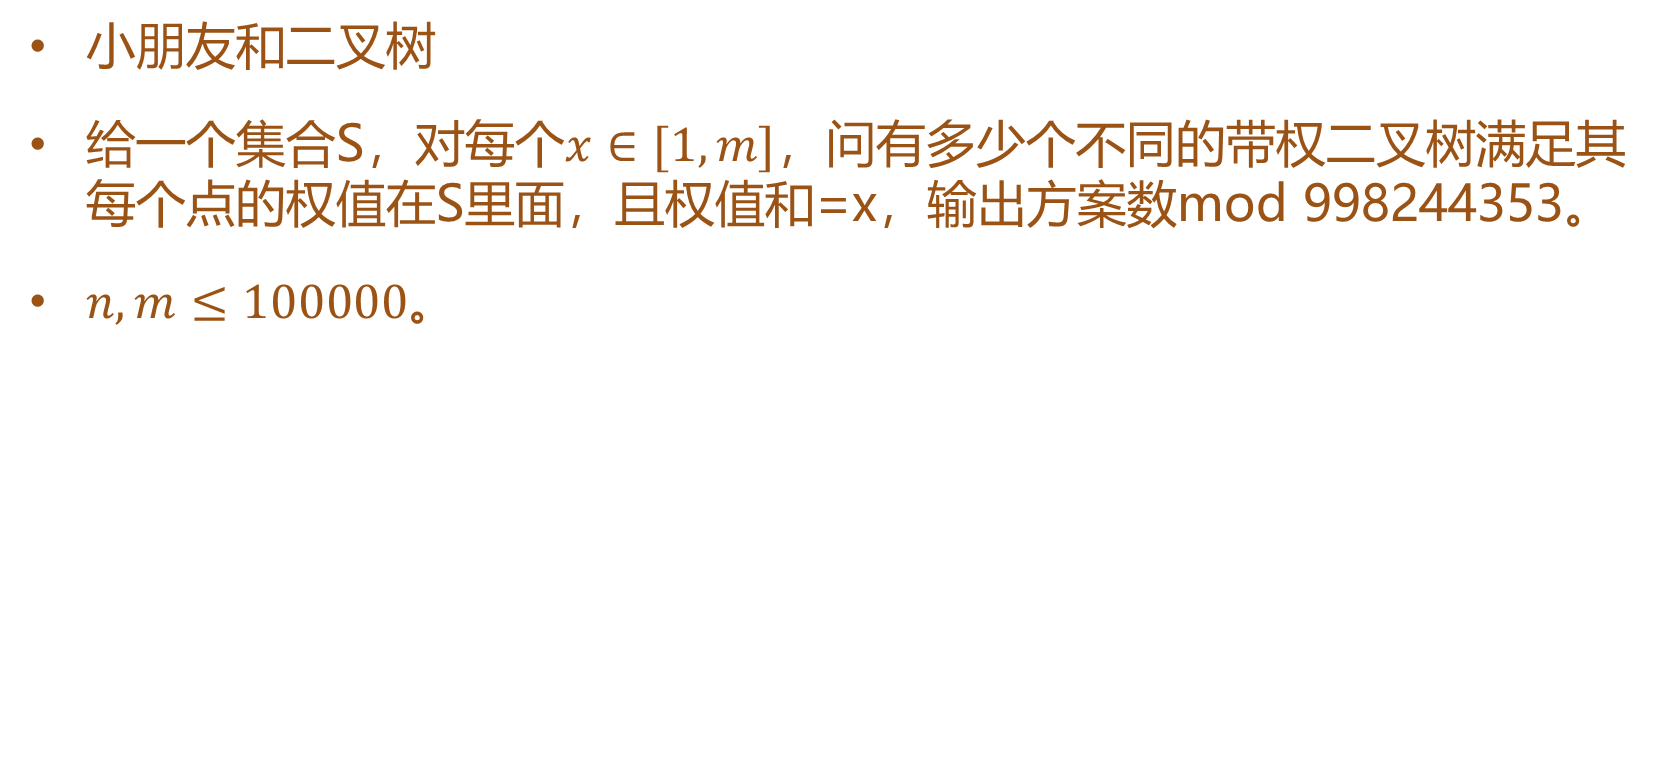 • 小朋友和二叉树
• 给一个集合S，对每个x ∈ [1, m]，问有多少个不同的带权二叉树满足其
每个点的权值在S里面，且权值和=x，输出方案数mod 998244353。
• n, m ≤ 100000。